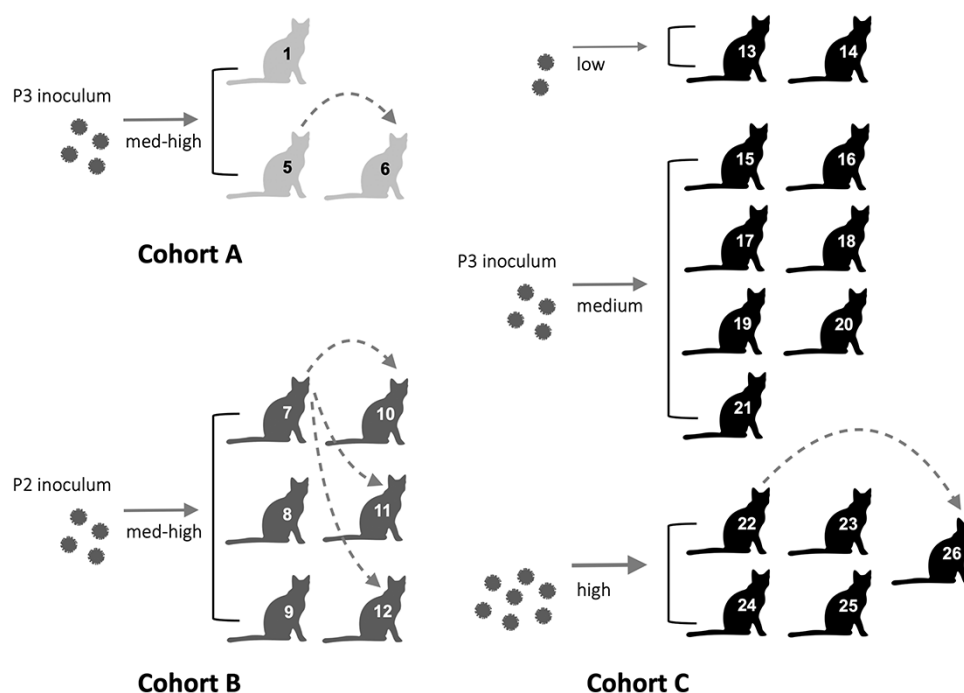 1
P3 inoculum
med-high
5
6
Cohort A
P2 inoculum
med-high
7
10
8
11
9
12
Cohort B
low
13
14
P3 inoculum
medium
15
16
17
18
19
20
21
high
22
23
24
25
26
Cohort C